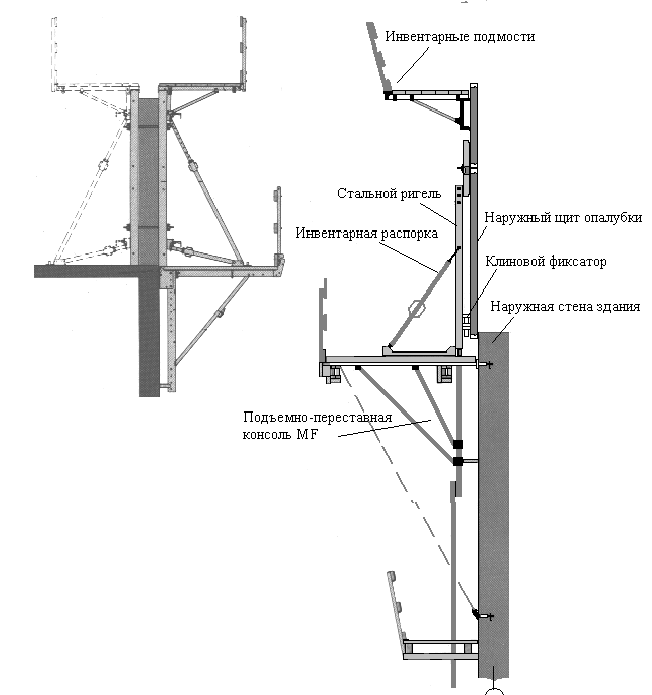 Инвентарные подмости
Стальной ригель
Наружный щит опалубки
Инвентарная распорка
Клиновой фиксатор
Наружная стена здания
Подъемно-переставная
консоль MF